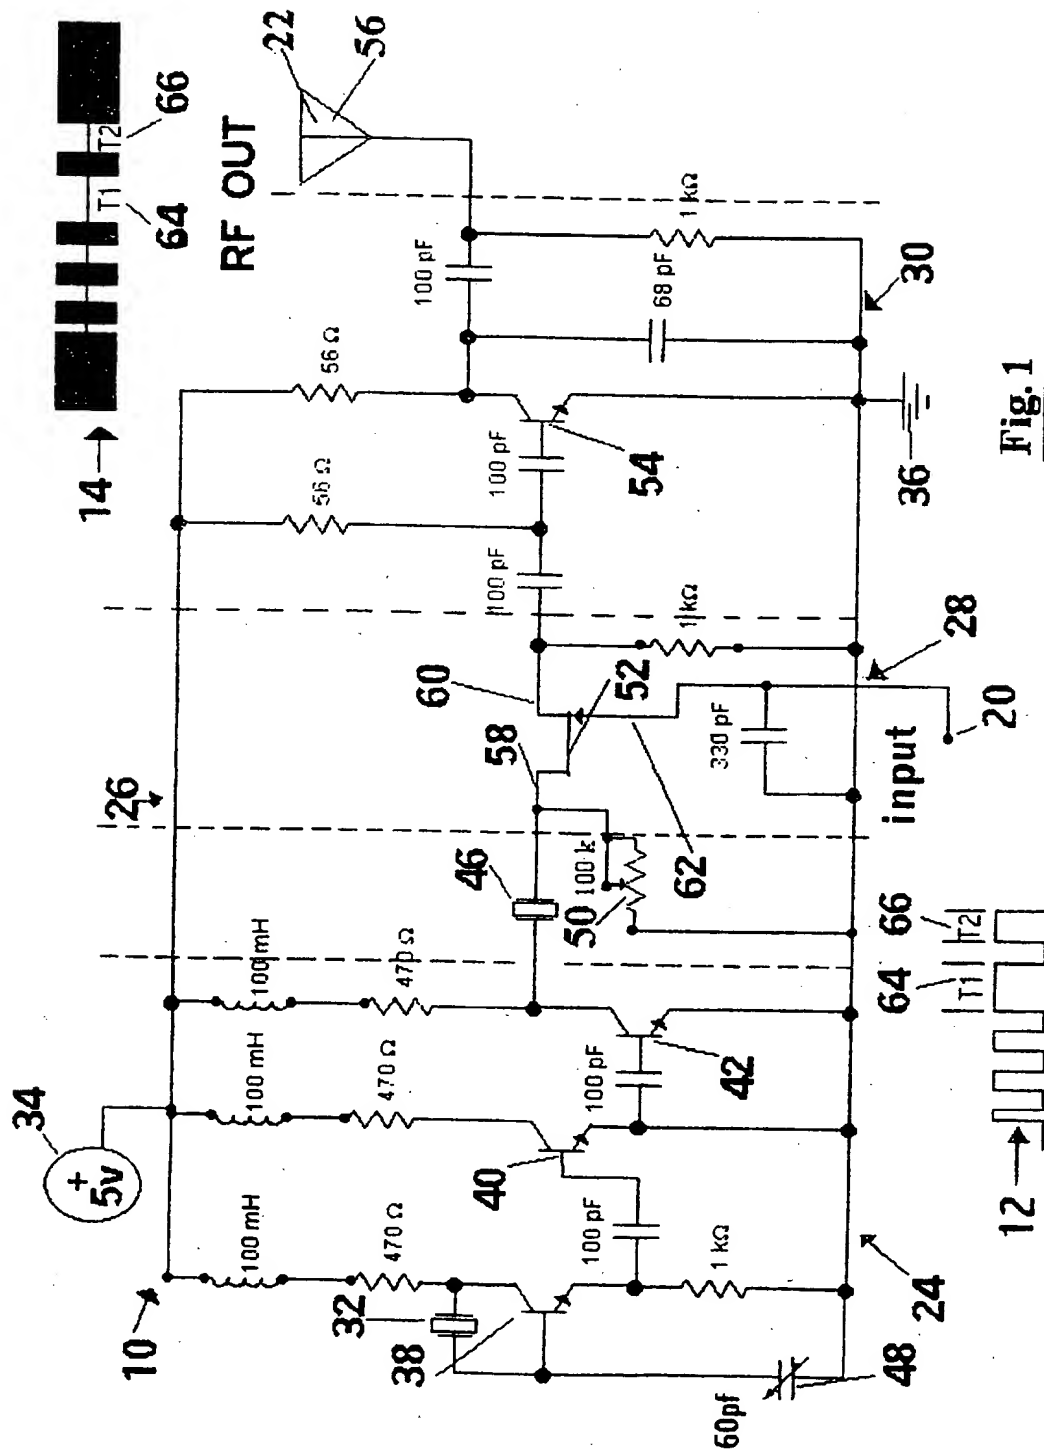 10
34
+
5v
26
14
T1
T2
64
66
RF OUT
22
56
100 mH
470 Ω
32
38
100 mH
470 Ω
40
100 mH
470 Ω
42
46
58
60
52
56 Ω
56 Ω
100 pF
100 pF
54
100 pF
68 pF
1 kΩ
30
100 pF
1 kΩ
100 pF
100 k
50
62
330 pF
1 kΩ
28
60pf
48
24
input
20
36
12
64
T1
66
T2
Fig. 1